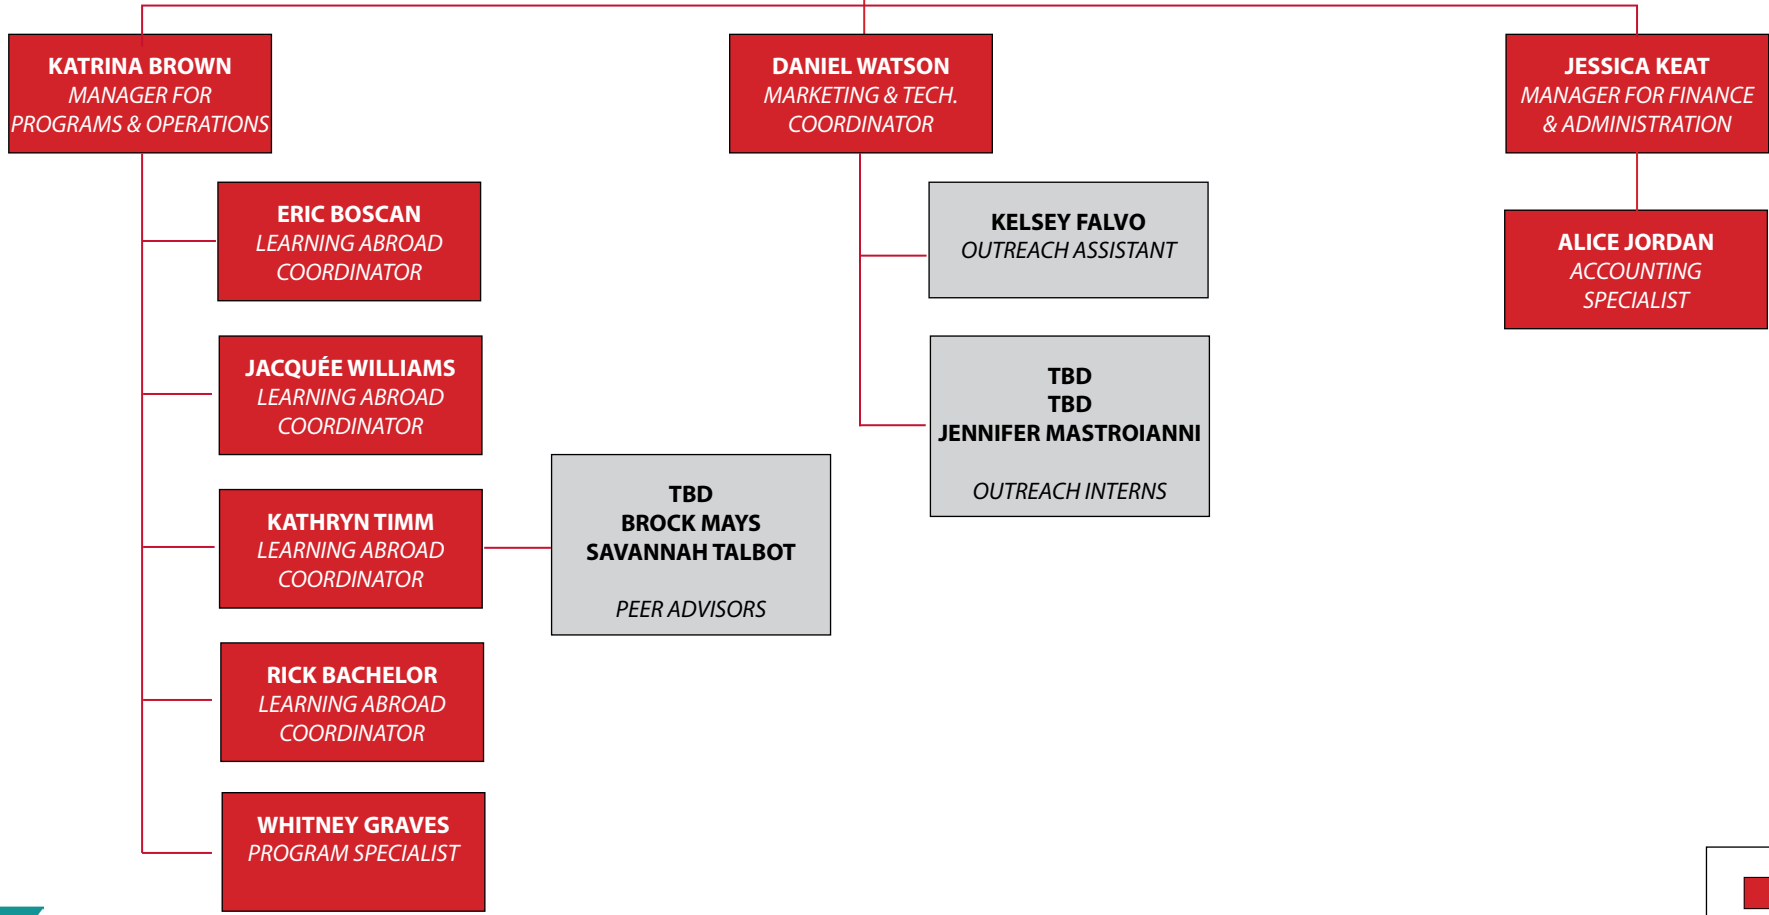 KATRINA BROWN
MANAGER FOR
PROGRAMS & OPERATIONS
DANIEL WATSON
MARKETING & TECH.
COORDINATOR
JESSICA KEAT
MANAGER FOR FINANCE
& ADMINISTRATION
ERIC BOSCAN
LEARNING ABROAD
COORDINATOR
KELSEY FALVO
OUTREACH ASSISTANT
ALICE JORDAN
ACCOUNTING
SPECIALIST
JACQUÉE WILLIAMS
LEARNING ABROAD
COORDINATOR
TBD
TBD
JENNIFER MASTROIANNI
OUTREACH INTERNS
KATHRYN TIMM
LEARNING ABROAD
COORDINATOR
TBD
BROCK MAYS
SAVANNAH TALBOT
PEER ADVISORS
RICK BACHELOR
LEARNING ABROAD
COORDINATOR
WHITNEY GRAVES
PROGRAM SPECIALIST